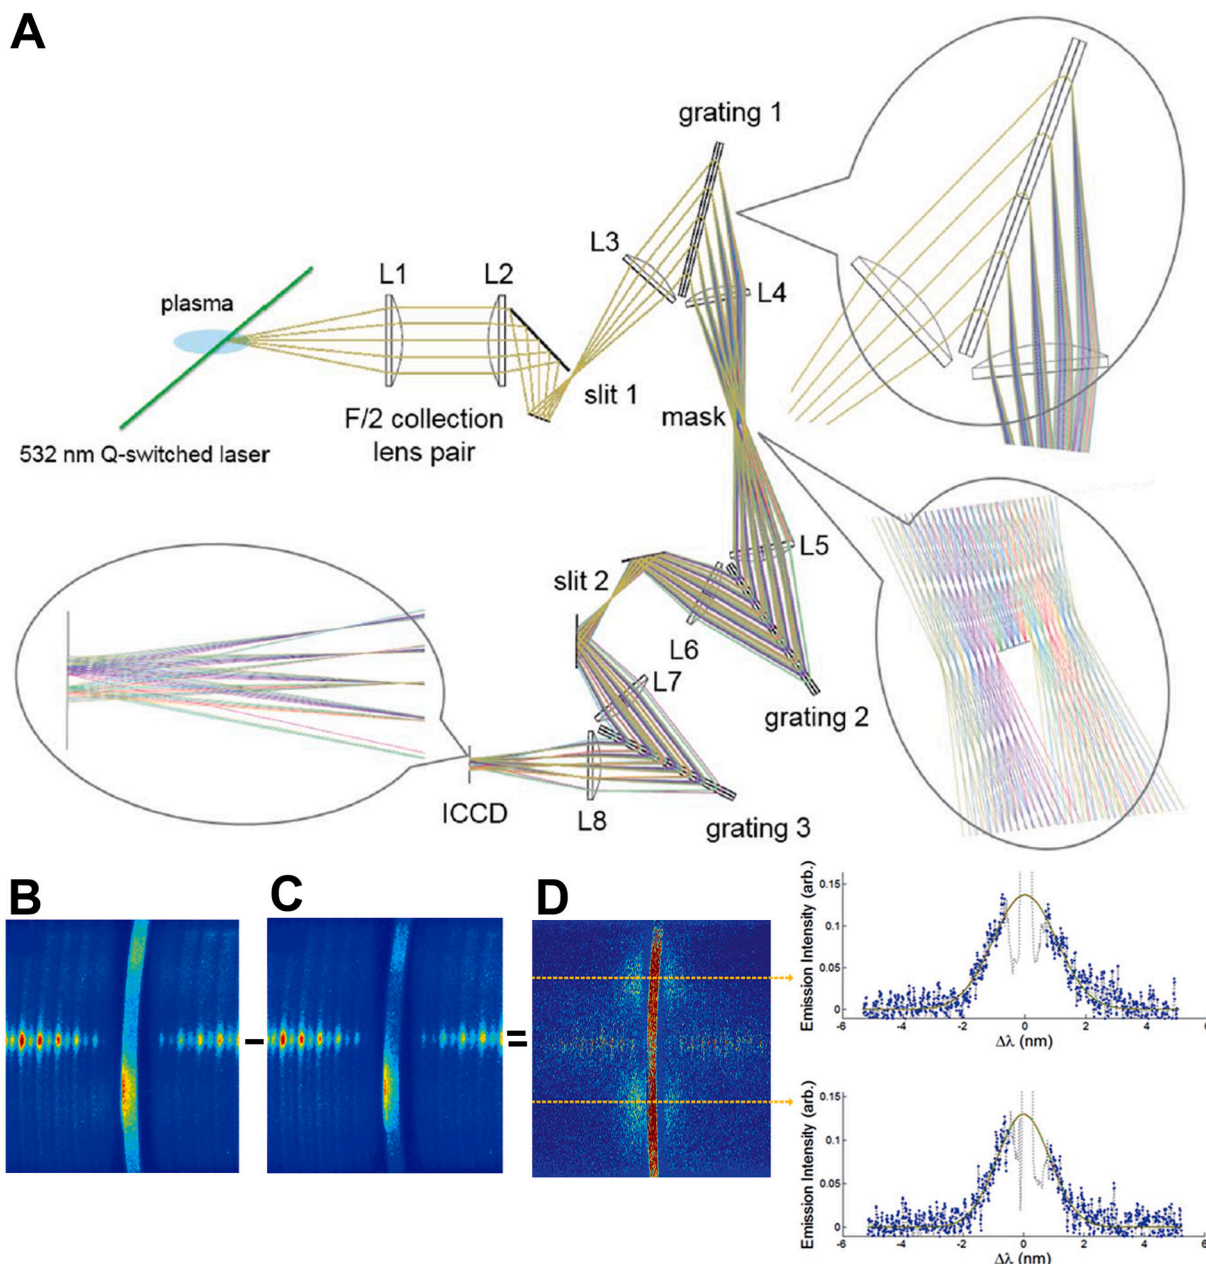 A
grating 1
L3
L4
L1
L2
plasma
slit 1
mask
F/2 collection
lens pair
532 nm Q-switched laser
L5
slit 2
L6
L7
grating 2
ICCD
L8
grating 3
B
C
D
-
=
Emission Intensity (arb.)
0.15
0.1
0.05
0
-6
-4
-2
0
2
4
6
Δλ (nm)
Emission Intensity (arb.)
0.15
0.1
0.05
0
-6
-4
-2
0
2
4
6
Δλ (nm)